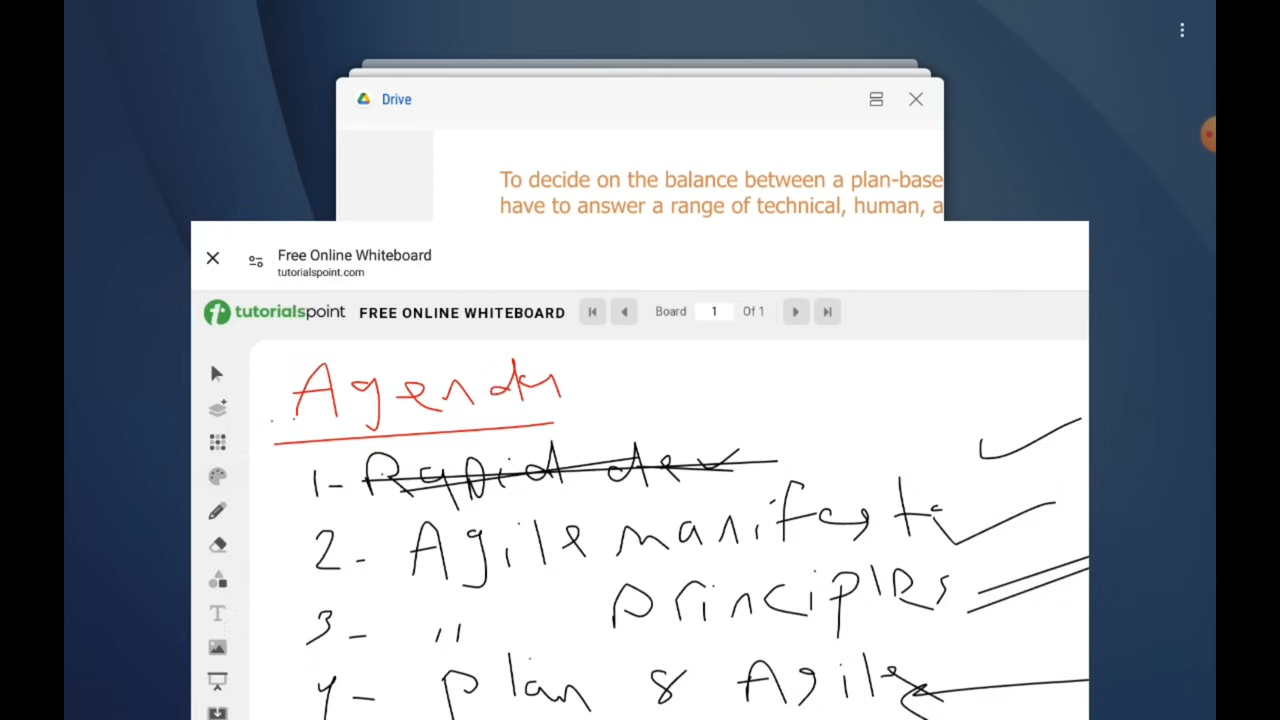 Drive
To decide on the balance between a plan-base
have to answer a range of technical, human, a
Free Online Whiteboard
tutorialspoint.com
tutorialspoint FREE ONLINE WHITEBOARD Board 1 Of 1
Agenda
1- Rapid dev
2- Agile manifesto
3- " principles
4- plan & Agile